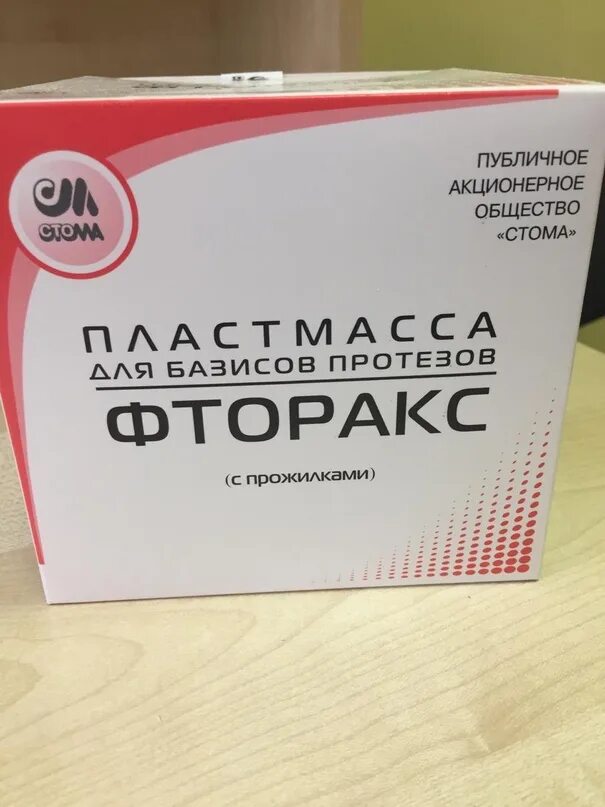 ПУБЛИЧНОЕ
АКЦИОНЕРНОЕ
ОБЩЕСТВО
«СТОМА»
СТОМА
ПЛАСТМАССА
ДЛЯ БАЗИСОВ ПРОТЕЗОВ
ФТОРАКС
(с прожилками)